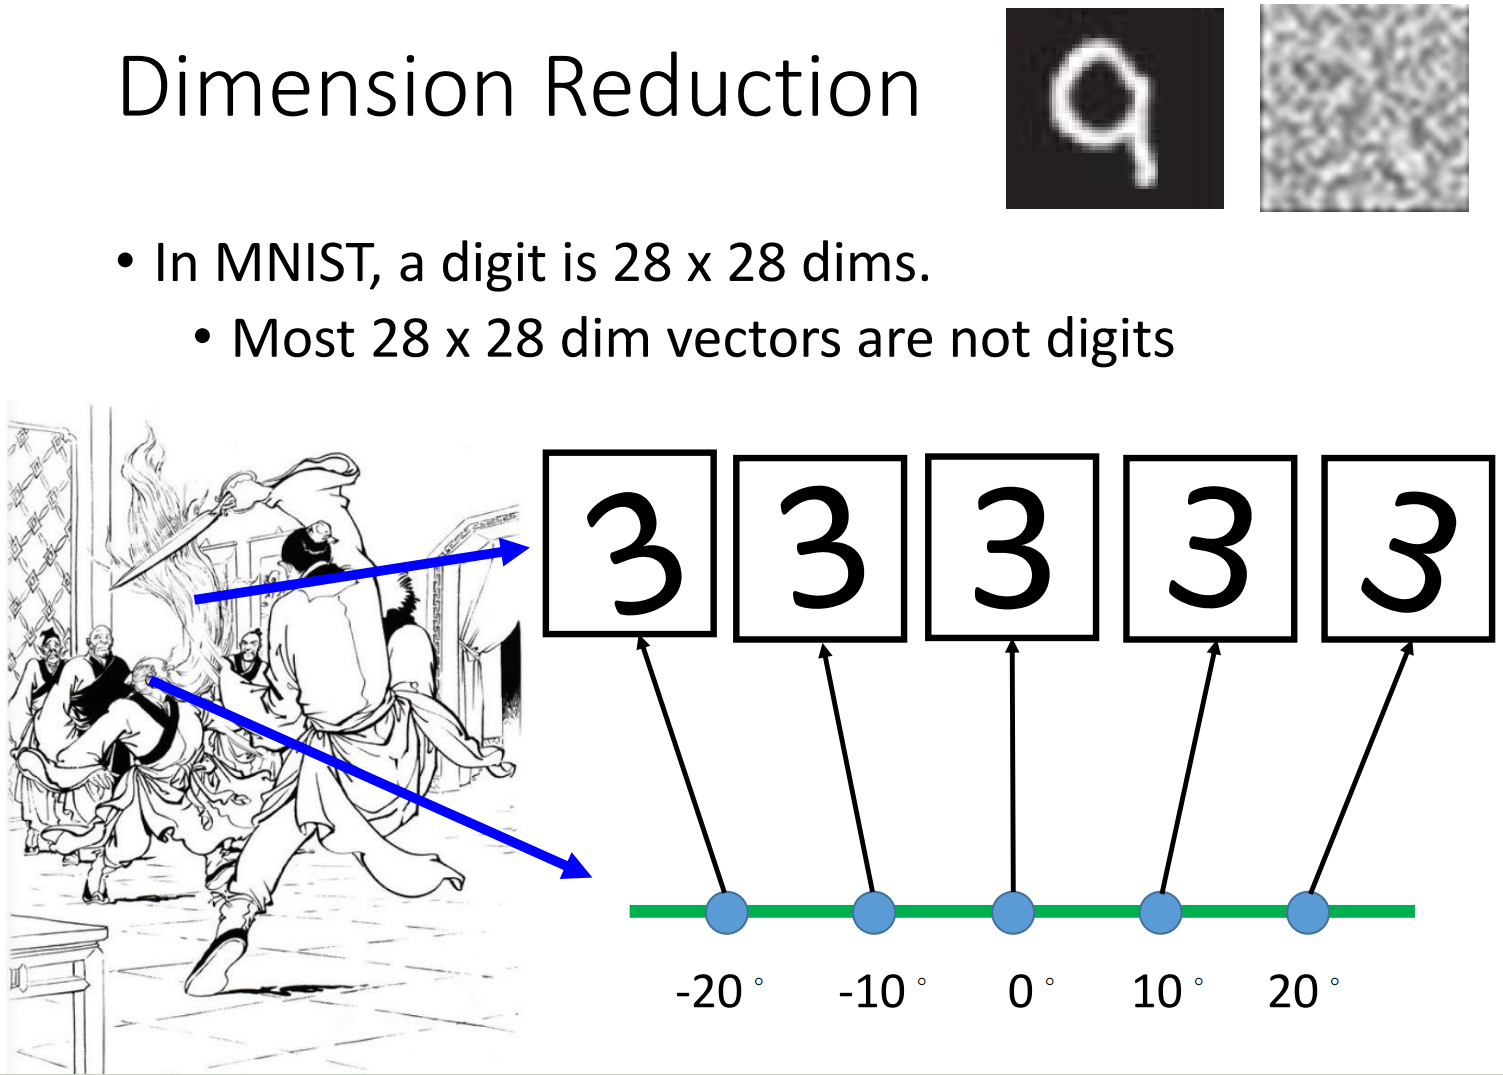 Dimension Reduction
9
• In MNIST, a digit is 28 x 28 dims.
• Most 28 x 28 dim vectors are not digits
3 3 3 3 3
-20 ° -10 ° 0 ° 10 ° 20 °